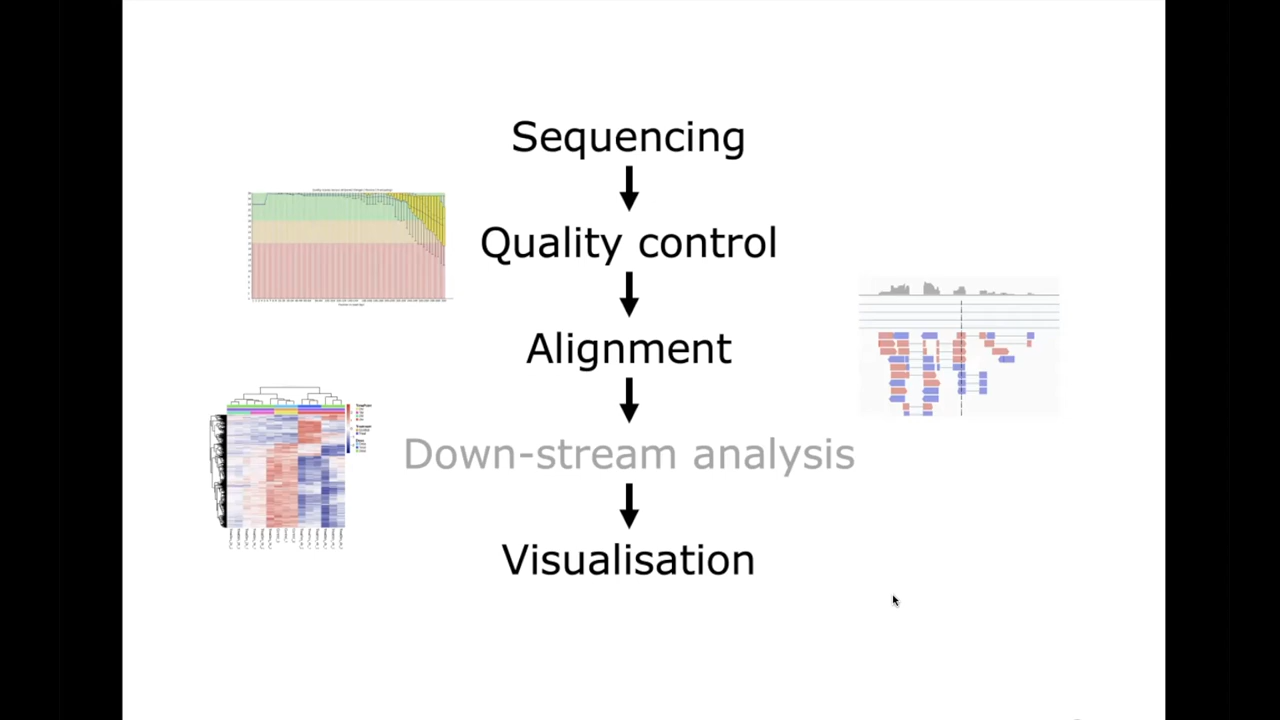 Sequencing
Quality control
Alignment
Down-stream analysis
Visualisation